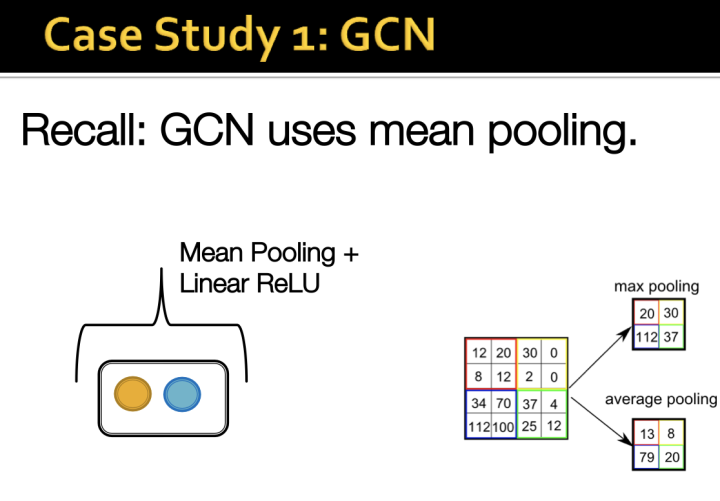 Case Study 1: GCN
Recall: GCN uses mean pooling.
Mean Pooling +
Linear ReLU
max pooling
20 30
112 37
12 20 30 0
8 12 2 0
34 70 37 4
112 100 25 12
average pooling
13 8
79 20